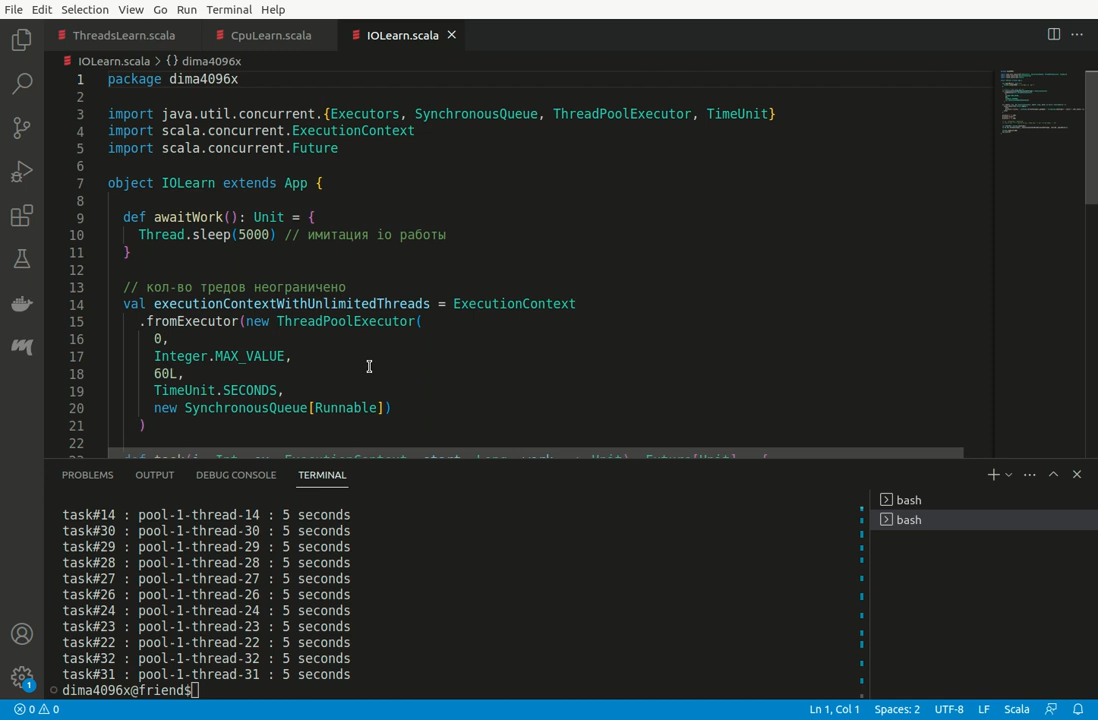 File Edit Selection View Go Run Terminal Help
ThreadsLearn.scala CpuLearn.scala IOLearn.scala
IOLearn.scala > {} dima4096x
1 package dima4096x
2
3 import java.util.concurrent.{Executors, SynchronousQueue, ThreadPoolExecutor, TimeUnit}
4 import scala.concurrent.ExecutionContext
5 import scala.concurrent.Future
6
7 object IOLearn extends App {
8
9 def awaitWork(): Unit = {
10 Thread.sleep(5000) // имитация io работы
11 }
12
13 // кол-во тредов неограничено
14 val executionContextWithUnlimitedThreads = ExecutionContext
15 .fromExecutor(new ThreadPoolExecutor(
16 0,
17 Integer.MAX_VALUE,
18 60L,
19 TimeUnit.SECONDS,
20 new SynchronousQueue[Runnable])
21 )
22
PROBLEMS OUTPUT DEBUG CONSOLE TERMINAL
bash
bash
task#14 : pool-1-thread-14 : 5 seconds
task#30 : pool-1-thread-30 : 5 seconds
task#29 : pool-1-thread-29 : 5 seconds
task#28 : pool-1-thread-28 : 5 seconds
task#27 : pool-1-thread-27 : 5 seconds
task#26 : pool-1-thread-26 : 5 seconds
task#24 : pool-1-thread-24 : 5 seconds
task#23 : pool-1-thread-23 : 5 seconds
task#22 : pool-1-thread-22 : 5 seconds
task#32 : pool-1-thread-32 : 5 seconds
task#31 : pool-1-thread-31 : 5 seconds
dima4096x@friend$
1
0 0 Ln 1, Col 1 Spaces: 2 UTF-8 LF Scala